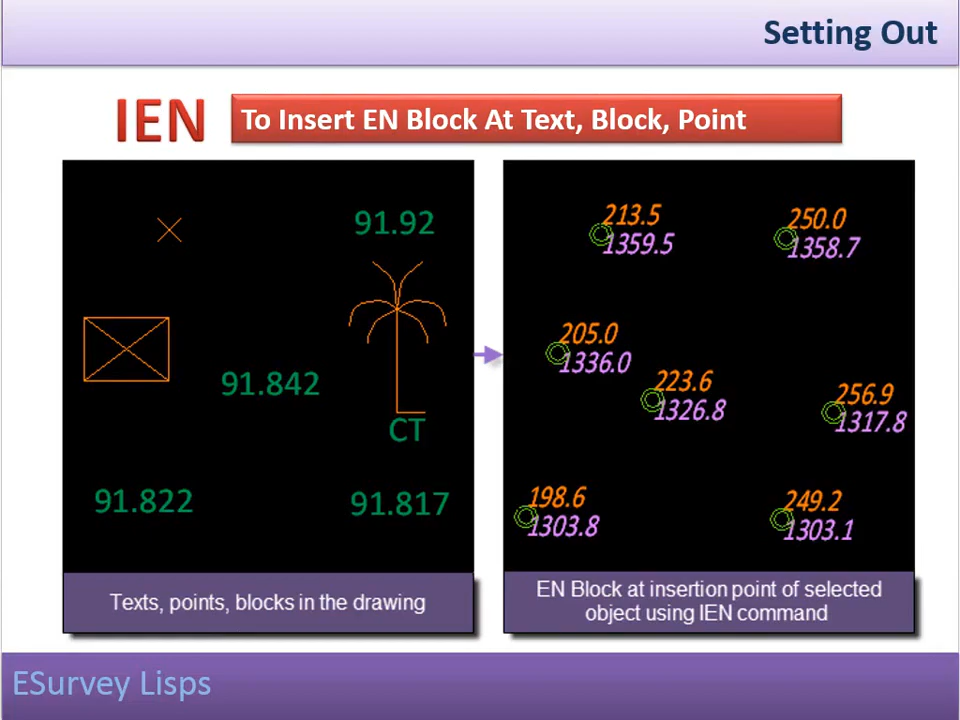 Setting Out
IEN
To Insert EN Block At Text, Block, Point
91.92
91.842
CT
91.822
91.817
Texts, points, blocks in the drawing
213.5
1359.5
250.0
1358.7
205.0
1336.0
223.6
1326.8
256.9
1317.8
198.6
1303.8
249.2
1303.1
EN Block at insertion point of selected
object using IEN command
ESurvey Lisps